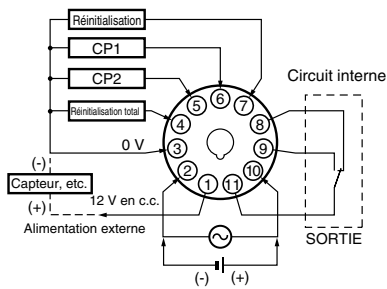 Réinitialisation
CP1
CP2
Réinitialisation total
0 V
(-)
Capteur, etc.
(+)
12 V en c.c.
Alimentation externe
1
2
3
4
5
6
7
8
9
10
11
Circuit interne
SORTIE
(-)
(+)